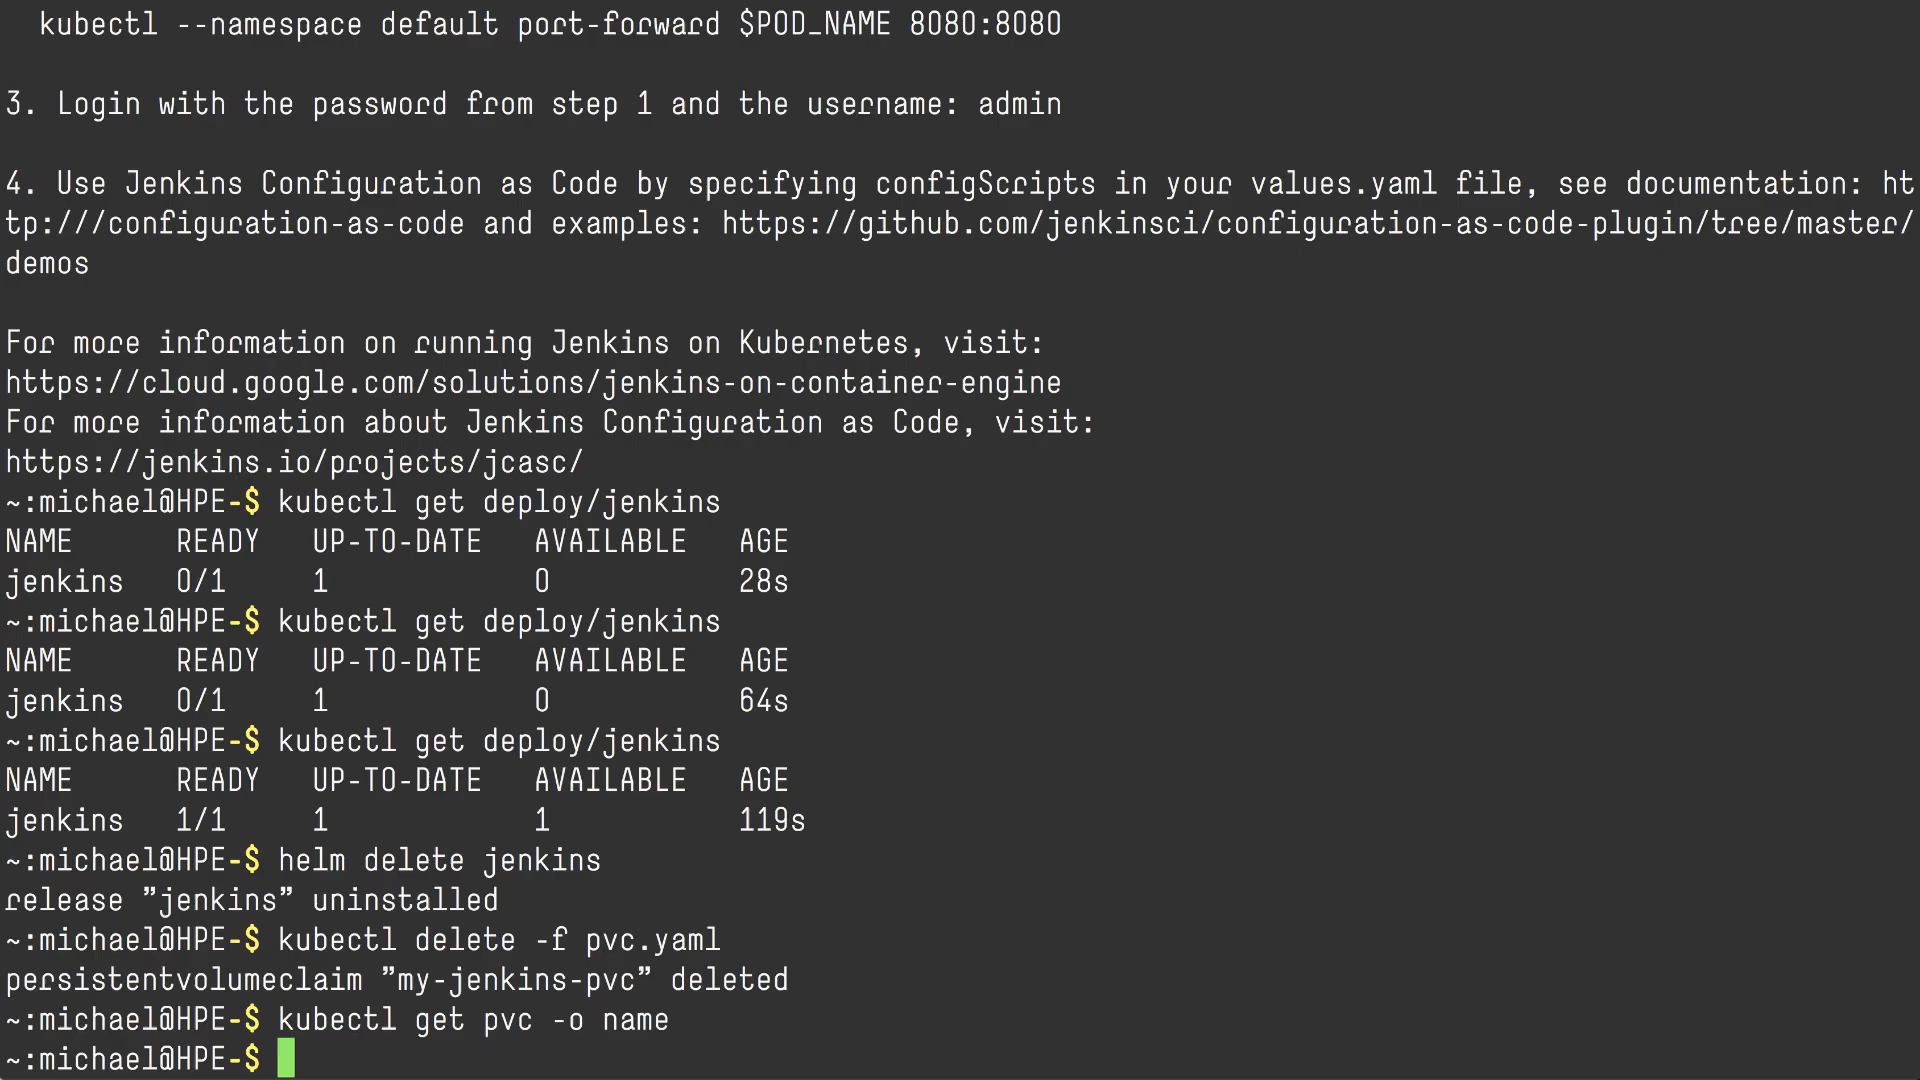 kubectl --namespace default port-forward $POD_NAME 8080:8080
3. Login with the password from step 1 and the username: admin
4. Use Jenkins Configuration as Code by specifying configScripts in your values.yaml file, see documentation: ht
tp:///configuration-as-code and examples: https://github.com/jenkinsci/configuration-as-code-plugin/tree/master/
demos
For more information on running Jenkins on Kubernetes, visit:
https://cloud.google.com/solutions/jenkins-on-container-engine
For more information about Jenkins Configuration as Code, visit:
https://jenkins.io/projects/jcasc/
~:michael@HPE-$ kubectl get deploy/jenkins
NAME READY UP-TO-DATE AVAILABLE AGE
jenkins 0/1 1 0 28s
~:michael@HPE-$ kubectl get deploy/jenkins
NAME READY UP-TO-DATE AVAILABLE AGE
jenkins 0/1 1 0 64s
~:michael@HPE-$ kubectl get deploy/jenkins
NAME READY UP-TO-DATE AVAILABLE AGE
jenkins 1/1 1 1 119s
~:michael@HPE-$ helm delete jenkins
release "jenkins" uninstalled
~:michael@HPE-$ kubectl delete -f pvc.yaml
persistentvolumeclaim "my-jenkins-pvc" deleted
~:michael@HPE-$ kubectl get pvc -o name
~:michael@HPE-$